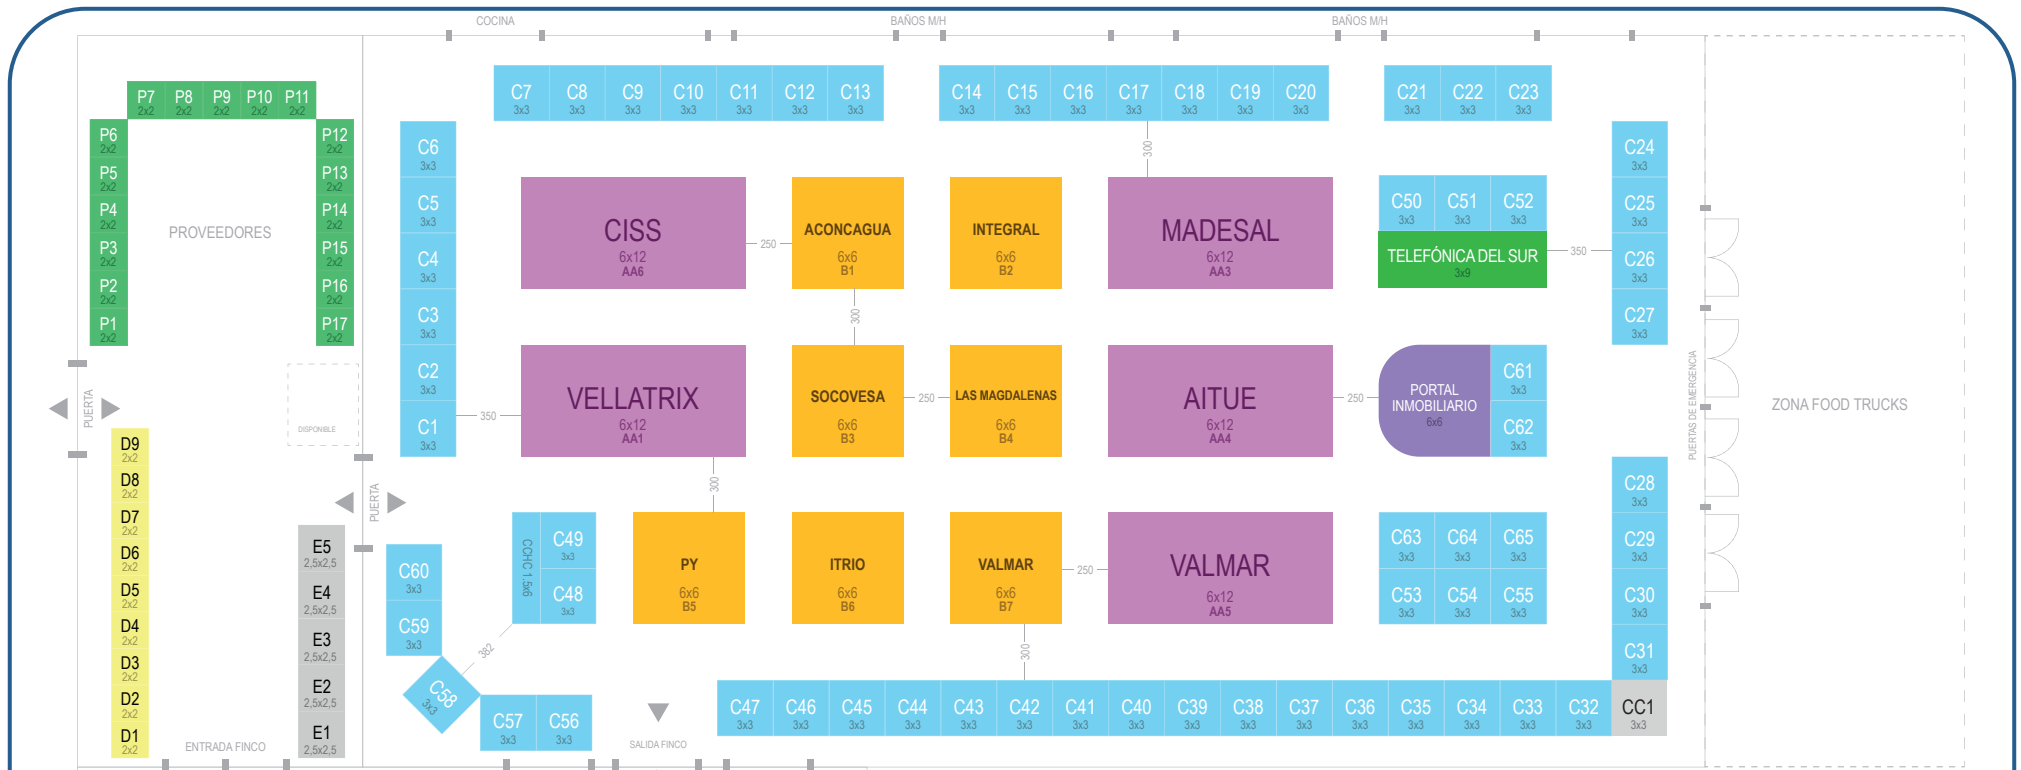 COCINA
BAÑOS M/H
BAÑOS M/H
P7
2x2
P8
2x2
P9
2x2
P10
2x2
P11
2x2
P6
2x2
P5
2x2
P4
2x2
P3
2x2
P2
2x2
P1
2x2
P12
2x2
P13
2x2
P14
2x2
P15
2x2
P16
2x2
P17
2x2
PROVEEDORES
DISPONIBLE
PUERTA
PUERTA
D9
2x2
D8
2x2
D7
2x2
D6
2x2
D5
2x2
D4
2x2
D3
2x2
D2
2x2
D1
2x2
E5
2,5x2,5
E4
2,5x2,5
E3
2,5x2,5
E2
2,5x2,5
E1
2,5x2,5
ENTRADA FINCO
C7
3x3
C8
3x3
C9
3x3
C10
3x3
C11
3x3
C12
3x3
C13
3x3
C14
3x3
C15
3x3
C16
3x3
C17
3x3
C18
3x3
C19
3x3
C20
3x3
C21
3x3
C22
3x3
C23
3x3
C6
3x3
C5
3x3
C4
3x3
C3
3x3
C2
3x3
C1
3x3
CISS
6x12
AA6
250
ACONCAGUA
6x6
B1
INTEGRAL
6x6
B2
300
MADESAL
6x12
AA3
C50
3x3
C51
3x3
C52
3x3
TELEFÓNICA DEL SUR
3x9
350
C24
3x3
C25
3x3
C26
3x3
C27
3x3
300
350
VELLATRIX
6x12
AA1
SOCOVESA
6x6
B3
250
LAS MAGDALENAS
6x6
B4
AITUE
6x12
AA4
250
PORTAL
INMOBILIARIO
6x6
C61
3x3
C62
3x3
PUERTAS DE EMERGENCIA
ZONA FOOD TRUCKS
300
CCHC 1.5x6
C49
3x3
C48
3x3
PY
6x6
B5
ITRIO
6x6
B6
VALMAR
6x6
B7
250
VALMAR
6x12
AA5
C63
3x3
C64
3x3
C65
3x3
C53
3x3
C54
3x3
C55
3x3
C28
3x3
C29
3x3
C30
3x3
C31
3x3
C60
3x3
C59
3x3
C58
3x3
382
C57
3x3
C56
3x3
SALIDA FINCO
300
C47
3x3
C46
3x3
C45
3x3
C44
3x3
C43
3x3
C42
3x3
C41
3x3
C40
3x3
C39
3x3
C38
3x3
C37
3x3
C36
3x3
C35
3x3
C34
3x3
C33
3x3
C32
3x3
CC1
3x3